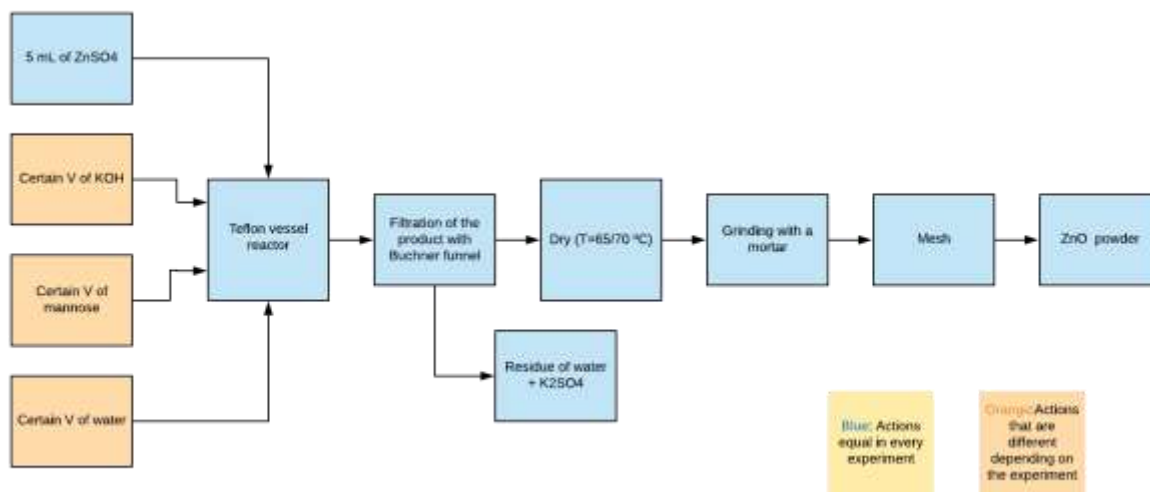 5 mL of ZnSO4
Certain V of KOH
Certain V of
mannose
Certain V of water
Teflon vessel
reactor
Filtration of the
product with
Buchner funnel
Residue of water
+ K2SO4
Dry (T=65/70 ºC)
Grinding with a
mortar
Mesh
ZnO powder
Blue: Actions
equal in every
experiment
Orange:Actions
that are
different
depending on
the experiment